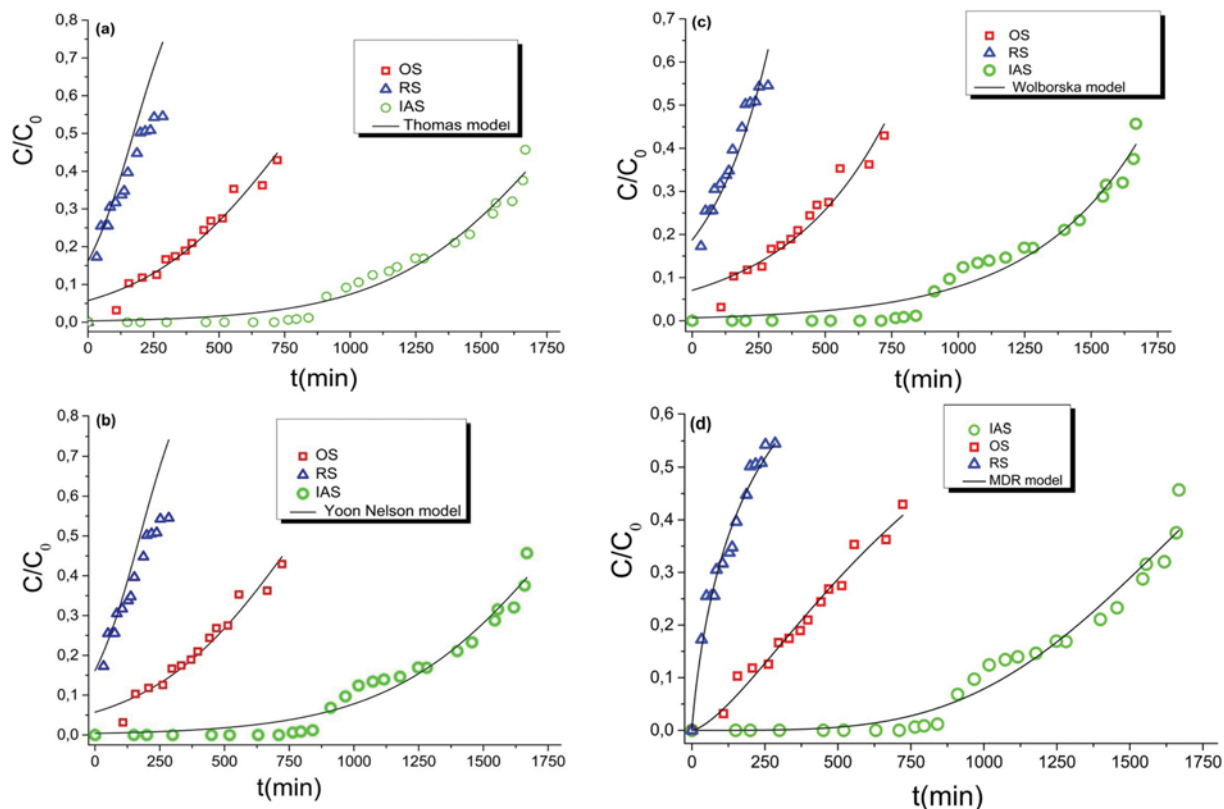 (a)
OS
RS
IAS
Thomas model
C/C0
0,8
0,7
0,6
0,5
0,4
0,3
0,2
0,1
0,0
0 250 500 750 1000 1250 1500 1750
t(min)
(c)
OS
RS
IAS
Wolborska model
C/C0
0,7
0,6
0,5
0,4
0,3
0,2
0,1
0,0
0 250 500 750 1000 1250 1500 1750
t(min)
(b)
OS
RS
IAS
Yoon Nelson model
C/C0
0,8
0,7
0,6
0,5
0,4
0,3
0,2
0,1
0,0
0 250 500 750 1000 1250 1500 1750
t(min)
(d)
IAS
OS
RS
MDR model
C/C0
0,6
0,5
0,4
0,3
0,2
0,1
0,0
0 250 500 750 1000 1250 1500 1750
t(min)